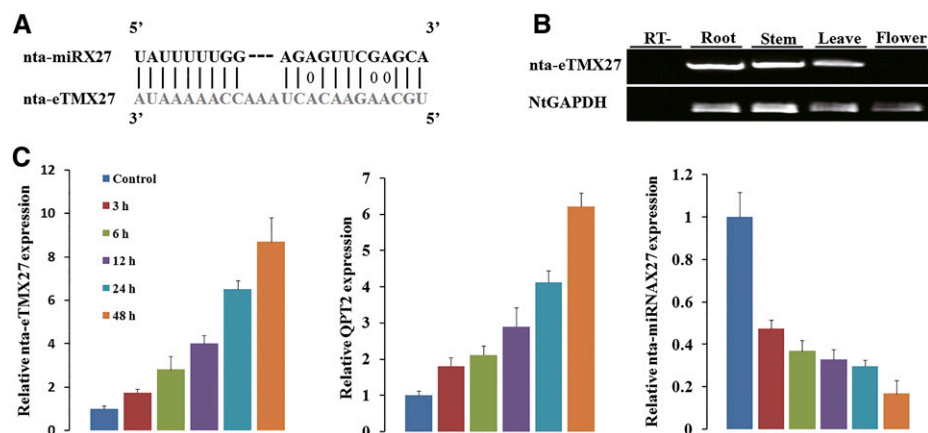 A
5’ 3’
nta-miRX27 UAUUUUUGG --- AGAGUUCGAGCA
0 00
nta-eTMX27 AUAAAAACCAAAUCACAAGAACGU
3’ 5’
B
RT- Root Stem Leave Flower
nta-eTMX27
NtGAPDH
C
Relative nta-eTMX27 expression
12
10
8
6
4
2
0
Control
3 h
6 h
12 h
24 h
48 h
Relative QPT2 expression
7
6
5
4
3
2
1
0
Relative nta-miRNAX27 expression
1.2
1
0.8
0.6
0.4
0.2
0